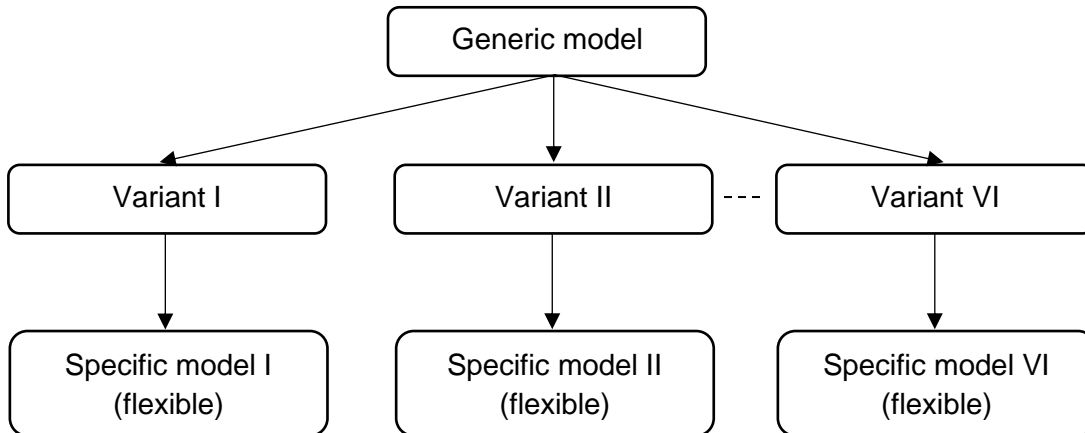 Generic model
Variant I
Variant II
Variant VI
Specific model I
(flexible)
Specific model II
(flexible)
Specific model VI
(flexible)